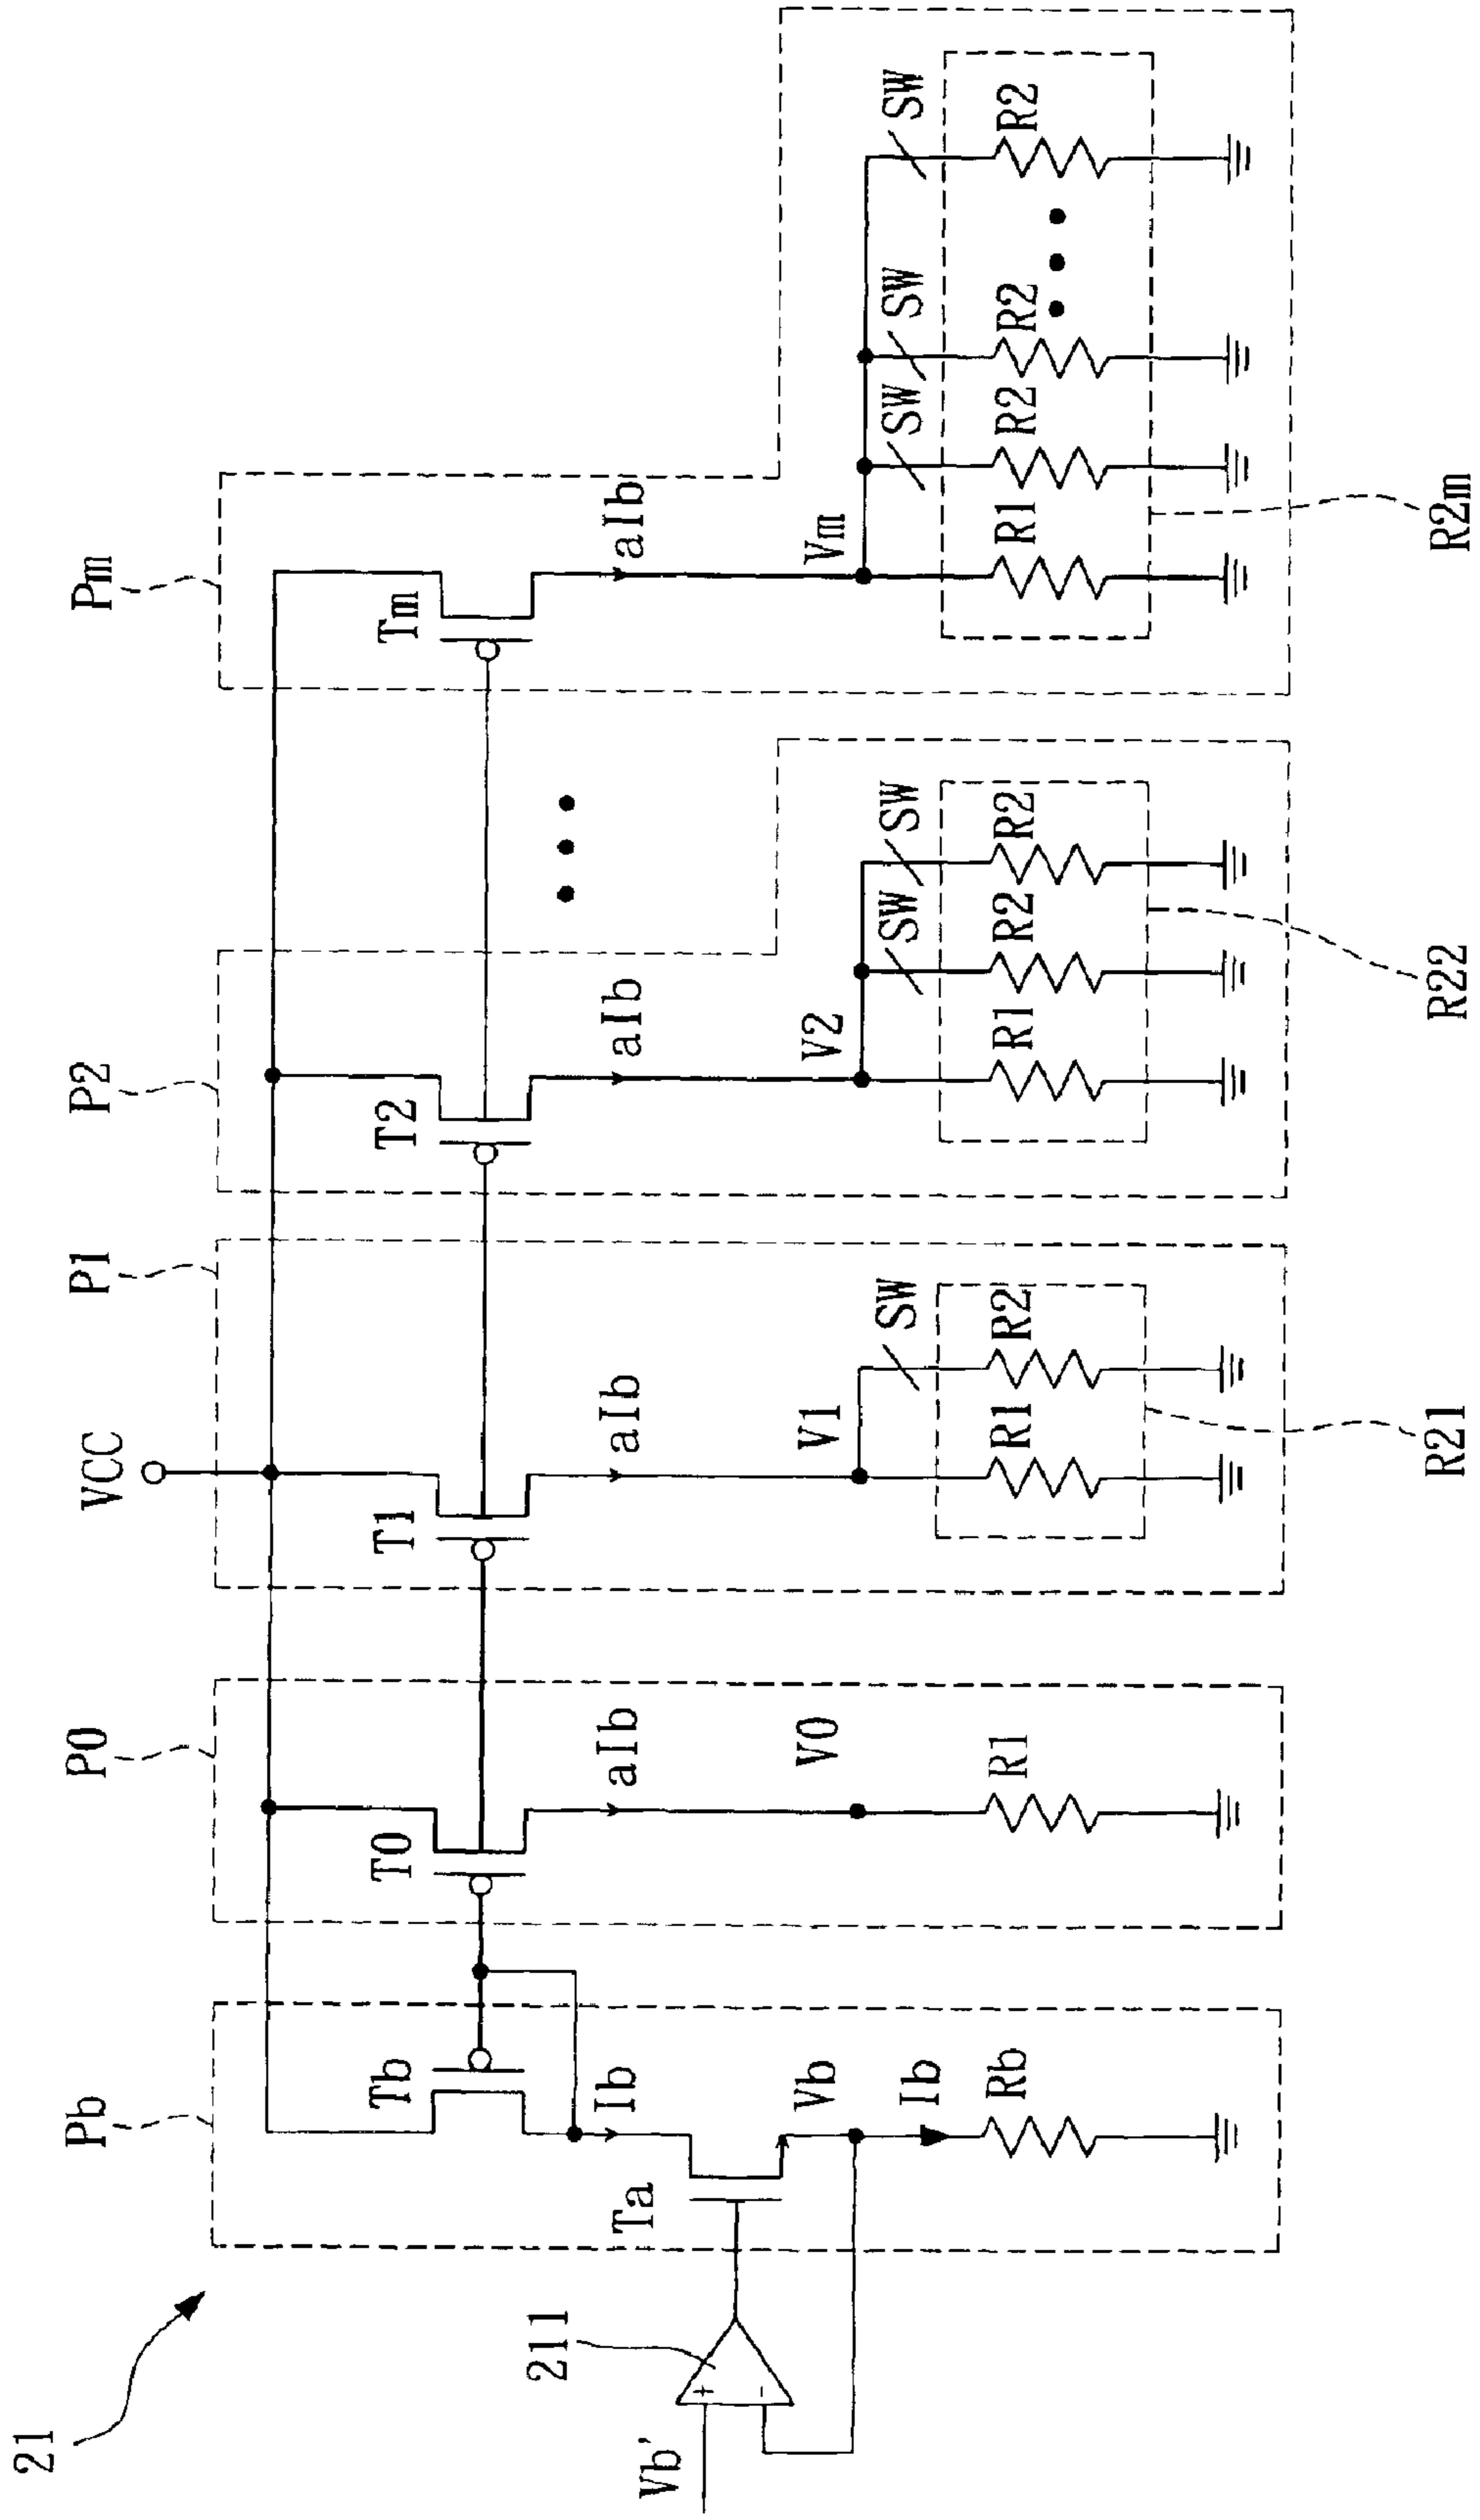 21
Pb
P0
P1
P2
Pm
VCC
Tb
T0
T1
T2
Tm
Ib
aIb
aIb
aIb
aIb
211
Ta
Vb'
+
−
Vb
V0
V1
V2
Vm
Ib
SW
SW
SW
SW
SW
SW
Rb
R1
R1
R2
R1
R2
R2
R1
R2
R2
R2
R21
R22
R2m